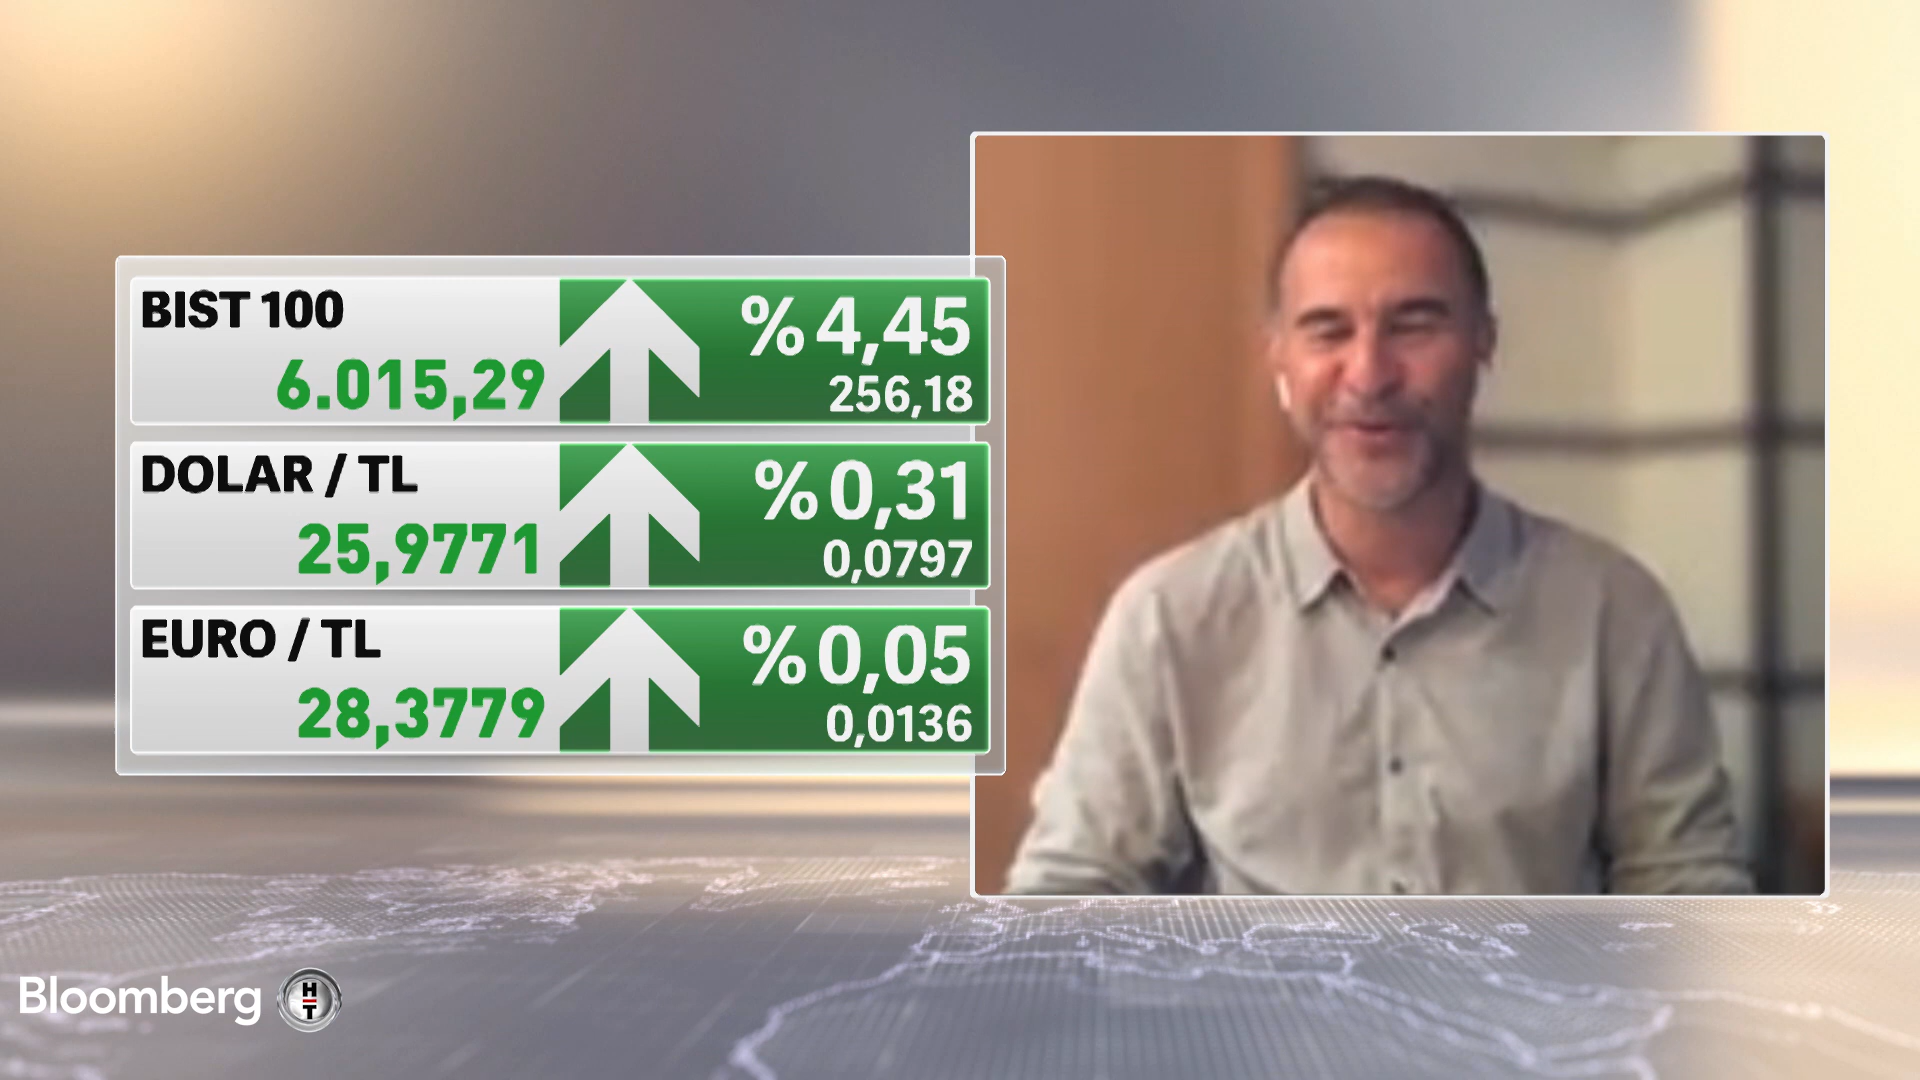 BIST 100
6.015,29
%4,45
256,18
DOLAR / TL
25,9771
%0,31
0,0797
EURO / TL
28,3779
%0,05
0,0136
Bloomberg HT